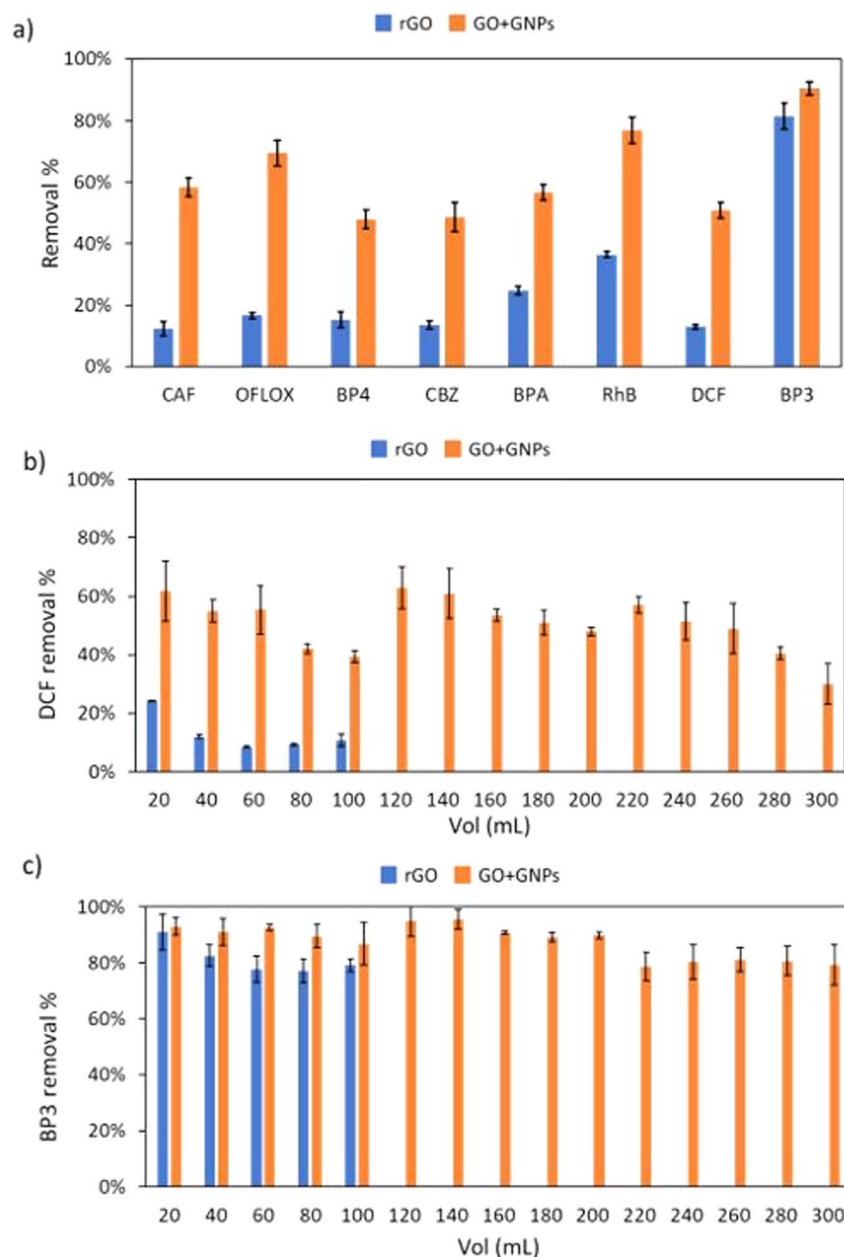 a)
rGO GO+GNPs
100%
80%
60%
40%
20%
0%
Removal %
CAF OFLOX BP4 CBZ BPA RhB DCF BP3
b)
rGO GO+GNPs
100%
80%
60%
40%
20%
0%
DCF removal %
20 40 60 80 100 120 140 160 180 200 220 240 260 280 300
Vol (mL)
c)
rGO GO+GNPs
100%
80%
60%
40%
20%
0%
BP3 removal %
20 40 60 80 100 120 140 160 180 200 220 240 260 280 300
Vol (mL)